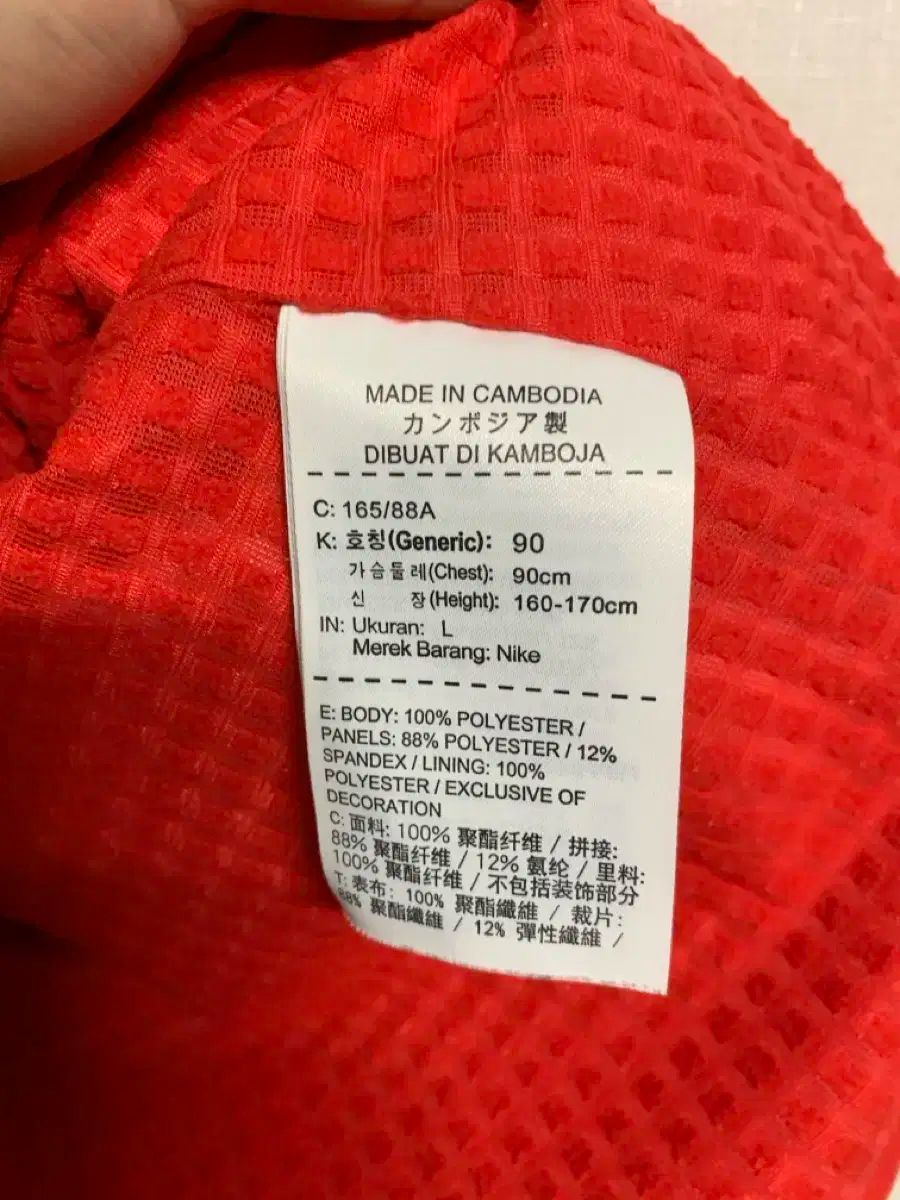 MADE IN CAMBODIA
カンボジア製
DIBUAT DI KAMBOJA
C: 165/88A
K: 호칭(Generic): 90
가슴둘레(Chest): 90cm
신 장(Height): 160-170cm
IN: Ukuran: L
Merek Barang: Nike
E: BODY: 100% POLYESTER /
PANELS: 88% POLYESTER / 12%
SPANDEX / LINING: 100%
POLYESTER / EXCLUSIVE OF
DECORATION
C: 面料: 100% 聚酯纤维 / 拼接:
88% 聚酯纤维 / 12% 氨纶 / 里料:
100% 聚酯纤维 / 不包括装饰部分
T: 表布: 100% 聚酯纖維 / 裁片:
88% 聚酯纖維 / 12% 彈性纖維 /